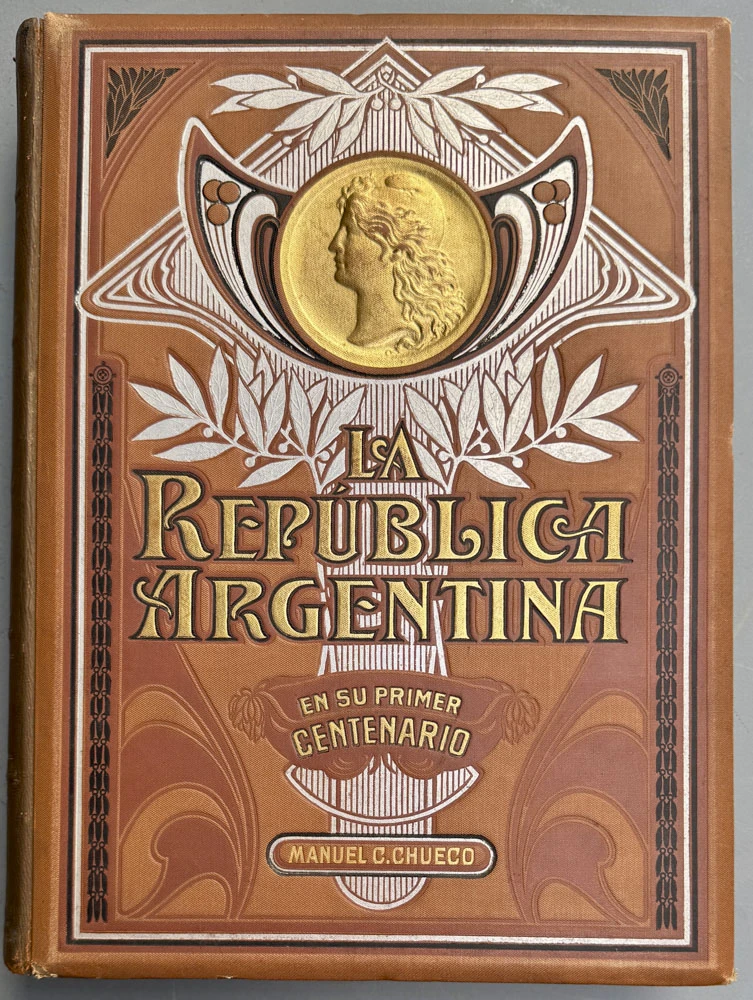 LA
REPÚBLICA
ARGENTINA
EN SU PRIMER
CENTENARIO
MANUEL C. CHUECO